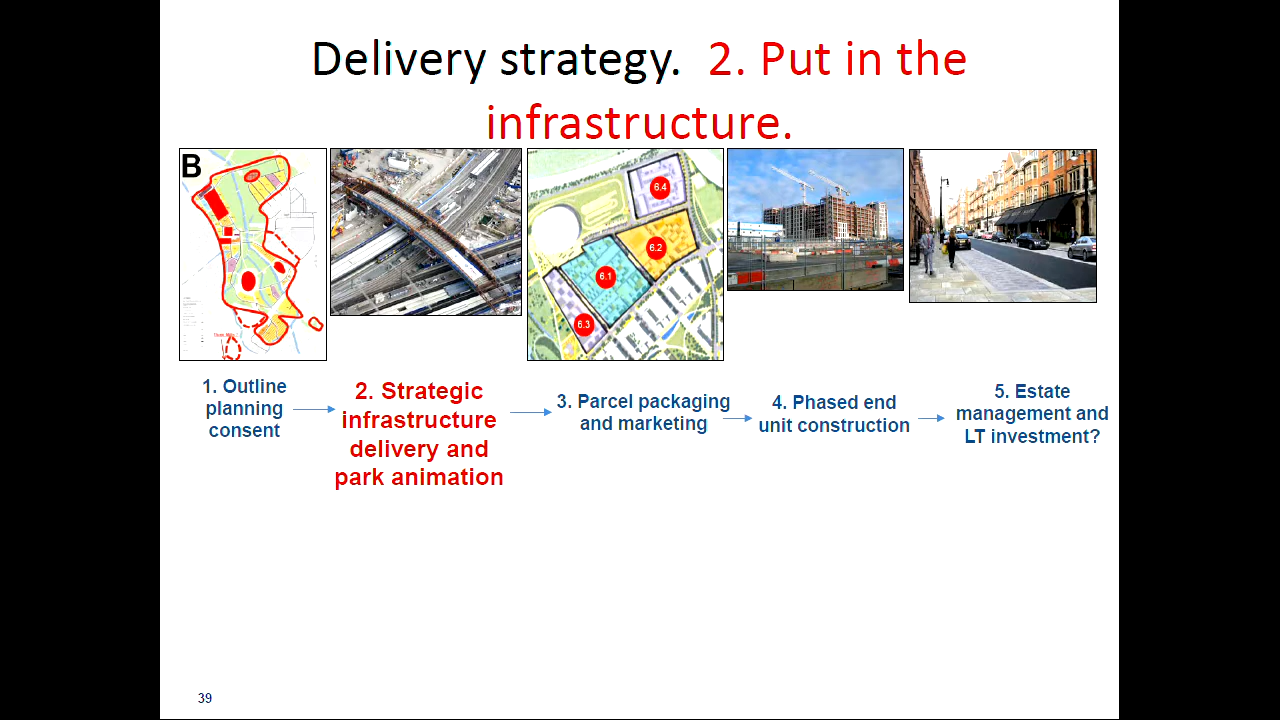 Delivery strategy.  2. Put in the
infrastructure.
B
6.4
6.2
6.1
6.3
1. Outline
planning
consent
2. Strategic
infrastructure
delivery and
park animation
3. Parcel packaging
and marketing
4. Phased end
unit construction
5. Estate
management and
LT investment?
39